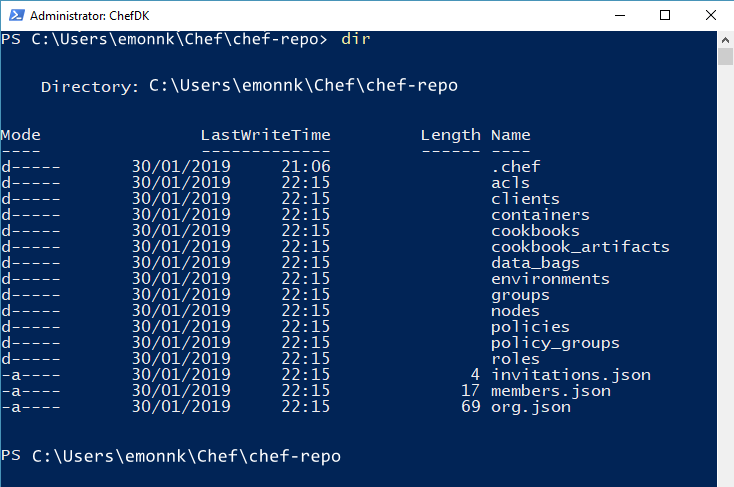 Administrator: ChefDK
PS C:\Users\emonnk\Chef\chef-repo> dir
Directory: C:\Users\emonnk\Chef\chef-repo
Mode LastWriteTime Length Name
---- ------------- ------ ----
d----- 30/01/2019 21:06 .chef
d----- 30/01/2019 22:15 acls
d----- 30/01/2019 22:15 clients
d----- 30/01/2019 22:15 containers
d----- 30/01/2019 22:15 cookbooks
d----- 30/01/2019 22:15 cookbook_artifacts
d----- 30/01/2019 22:15 data_bags
d----- 30/01/2019 22:15 environments
d----- 30/01/2019 22:15 groups
d----- 30/01/2019 22:15 nodes
d----- 30/01/2019 22:15 policies
d----- 30/01/2019 22:15 policy_groups
d----- 30/01/2019 22:15 roles
-a---- 30/01/2019 22:15 4 invitations.json
-a---- 30/01/2019 22:15 17 members.json
-a---- 30/01/2019 22:15 69 org.json
PS C:\Users\emonnk\Chef\chef-repo